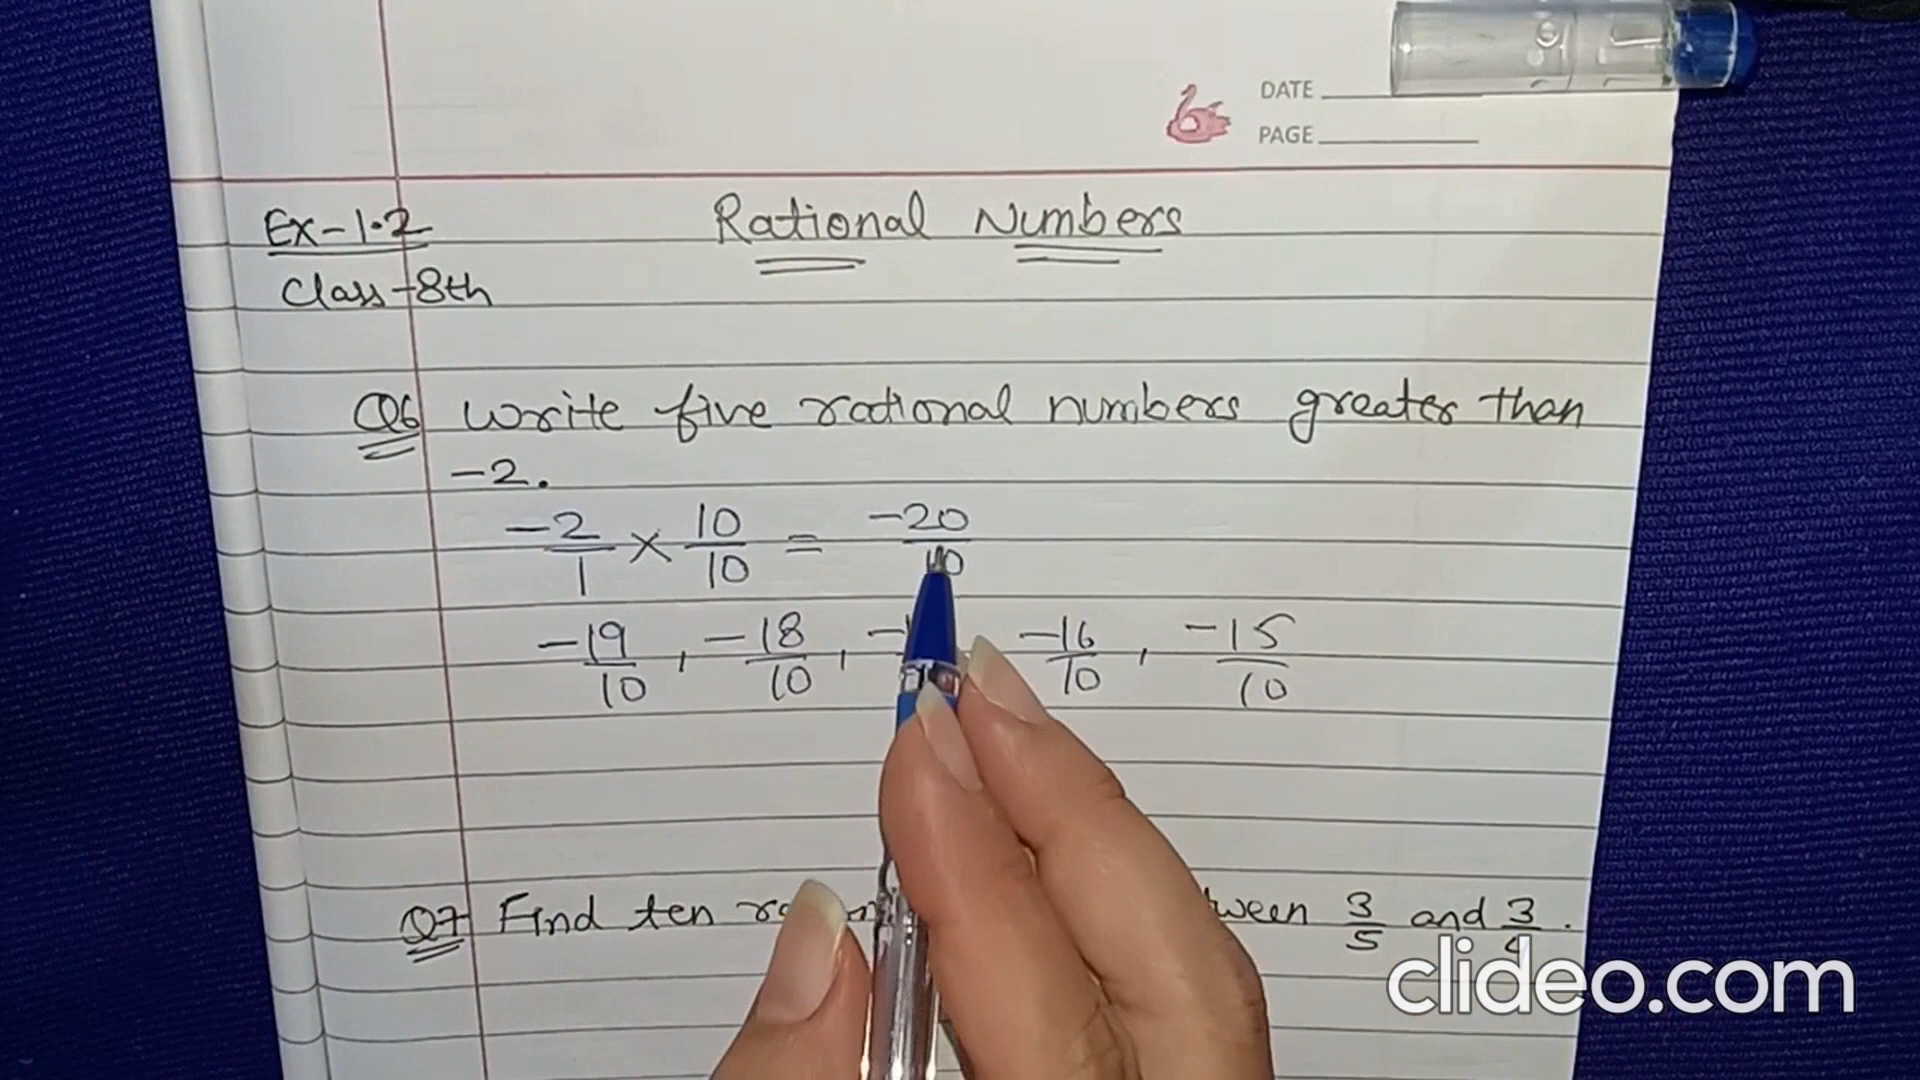 DATE
PAGE
Ex-1.2 Rational Numbers
Class-8th
Q6 Write five rational numbers greater than
-2.
-2/1 × 10/10 = -20/10
-19/10, -18/10, -16/10, -15/10
Q7 Find ten between 3/5 and 3/4.
clideo.com